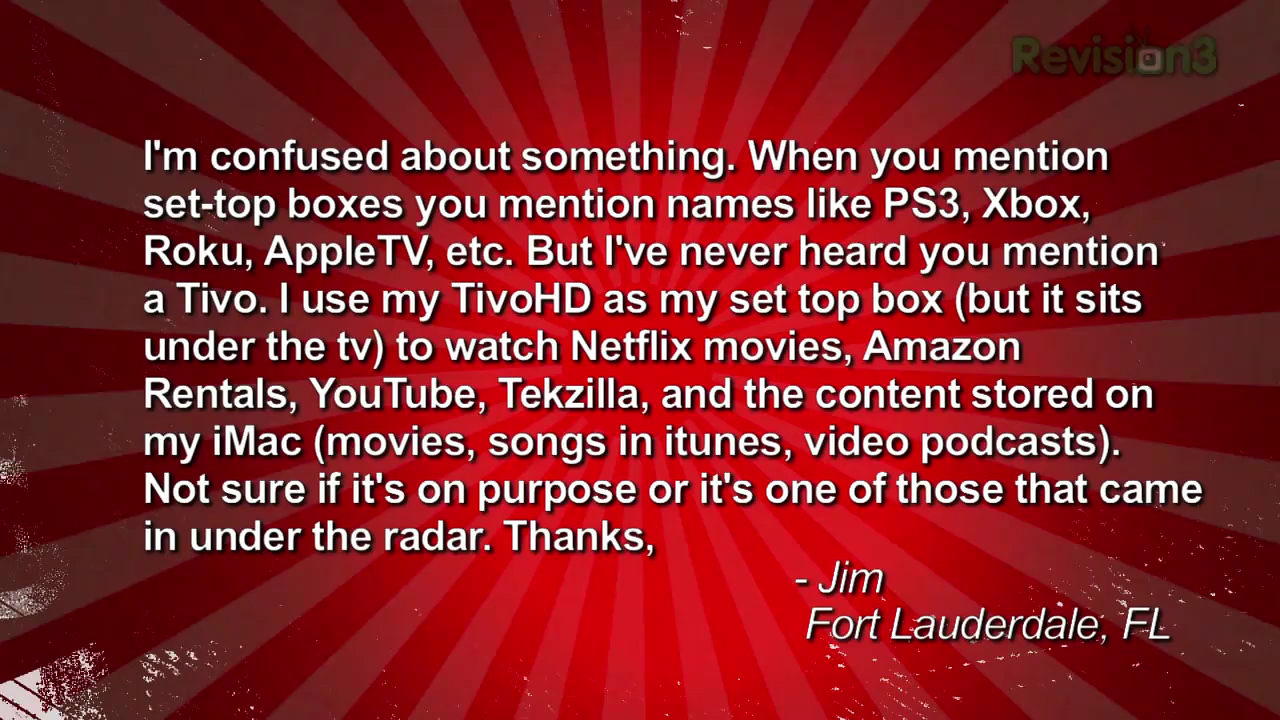 Revision3
I'm confused about something. When you mention
set-top boxes you mention names like PS3, Xbox,
Roku, AppleTV, etc. But I've never heard you mention
a Tivo. I use my TivoHD as my set top box (but it sits
under the tv) to watch Netflix movies, Amazon
Rentals, YouTube, Tekzilla, and the content stored on
my iMac (movies, songs in itunes, video podcasts).
Not sure if it's on purpose or it's one of those that came
in under the radar. Thanks,
- Jim
Fort Lauderdale, FL